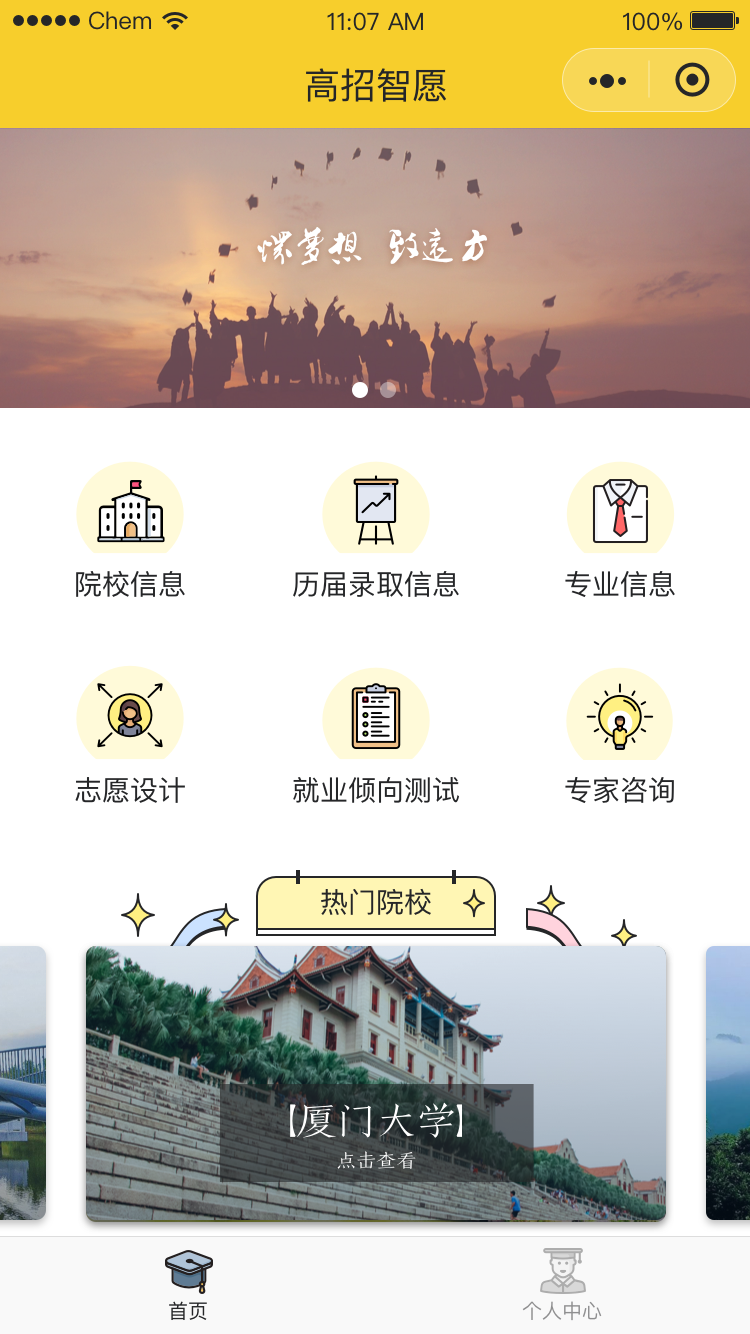 Chem 11:07 AM 100%
高招智愿
怀梦想 致远方
院校信息 历届录取信息 专业信息
志愿设计 就业倾向测试 专家咨询
热门院校
【厦门大学】
点击查看
首页 个人中心